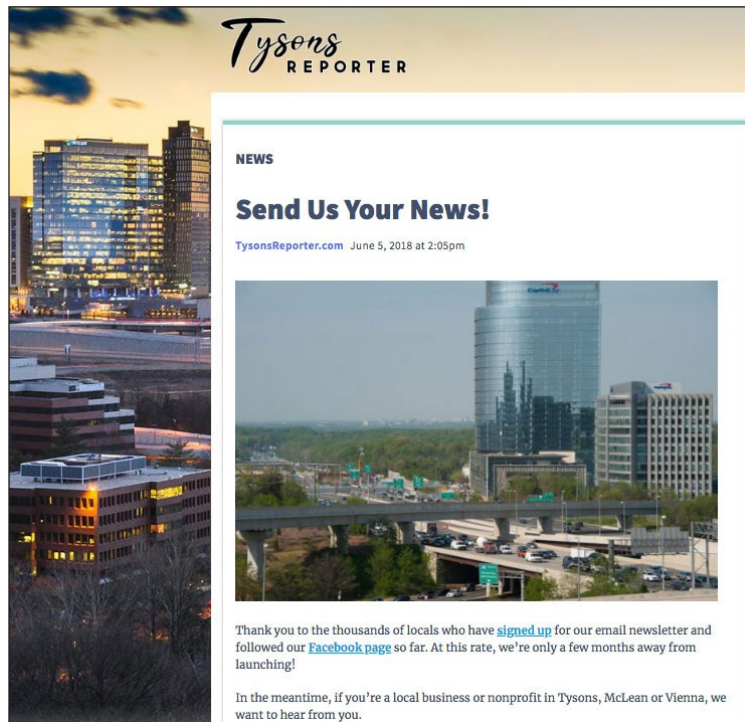 Tysons
REPORTER
NEWS
Send Us Your News!
TysonsReporter.com June 5, 2018 at 2:05pm
Capital One
Thank you to the thousands of locals who have signed up for our email newsletter and
followed our Facebook page so far. At this rate, we’re only a few months away from
launching!
In the meantime, if you’re a local business or nonprofit in Tysons, McLean or Vienna, we
want to hear from you.